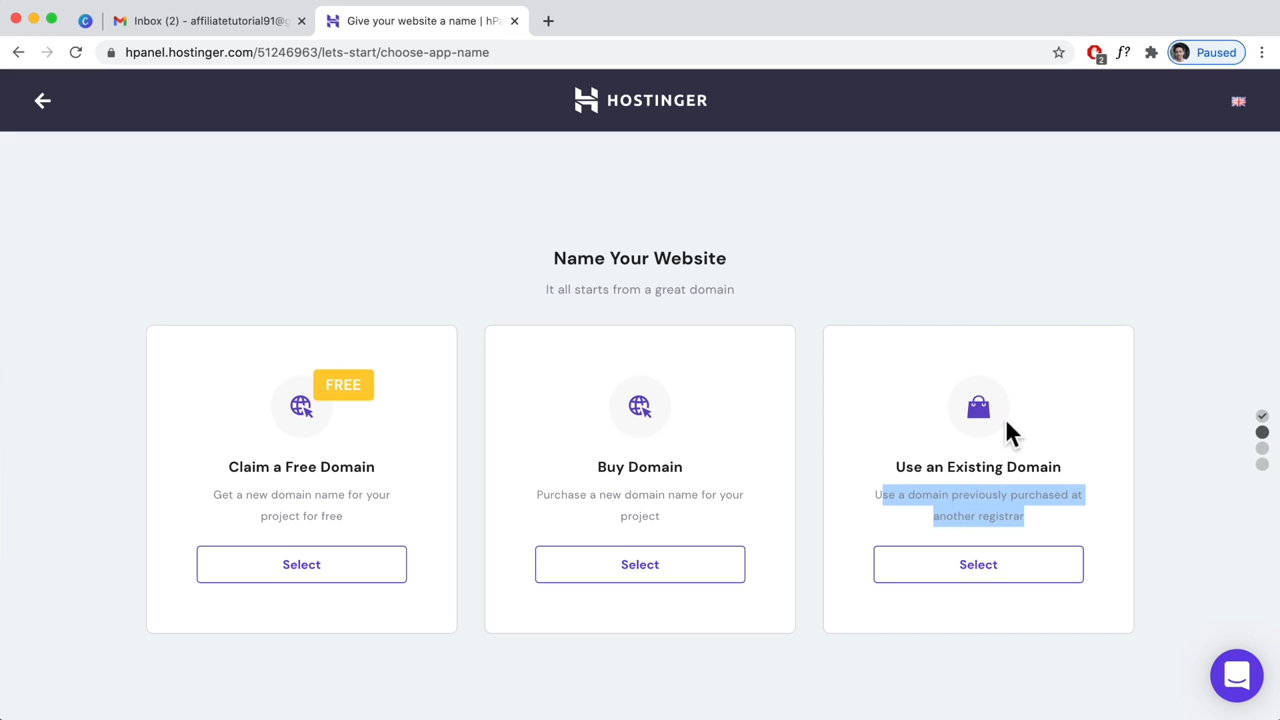 Inbox (2) - affiliatetutorial91@g
Give your website a name | hPa
hpanel.hostinger.com/51246963/lets-start/choose-app-name
2
f?
Paused
HOSTINGER
Name Your Website
It all starts from a great domain
FREE
Claim a Free Domain
Get a new domain name for your
project for free
Select
Buy Domain
Purchase a new domain name for your
project
Select
Use an Existing Domain
Use a domain previously purchased at
another registrar
Select